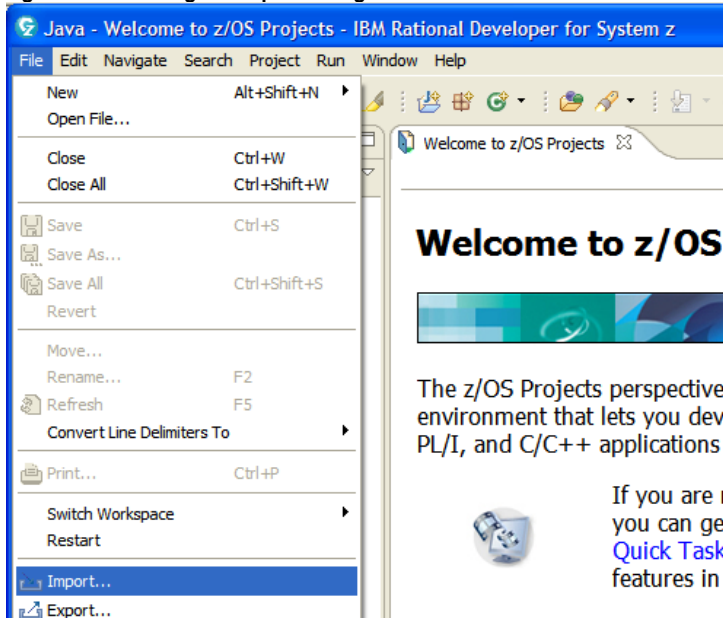 Java - Welcome to z/OS Projects - IBM Rational Developer for System z
File Edit Navigate Search Project Run Window Help
New Alt+Shift+N
Open File...
Close Ctrl+W
Close All Ctrl+Shift+W
Save Ctrl+S
Save As...
Save All Ctrl+Shift+S
Revert
Move...
Rename... F2
Refresh F5
Convert Line Delimiters To
Print... Ctrl+P
Switch Workspace
Restart
Import...
Export...
Welcome to z/OS Projects
Welcome to z/OS
The z/OS Projects perspective
environment that lets you dev
PL/I, and C/C++ applications
If you are
you can ge
Quick Task
features in